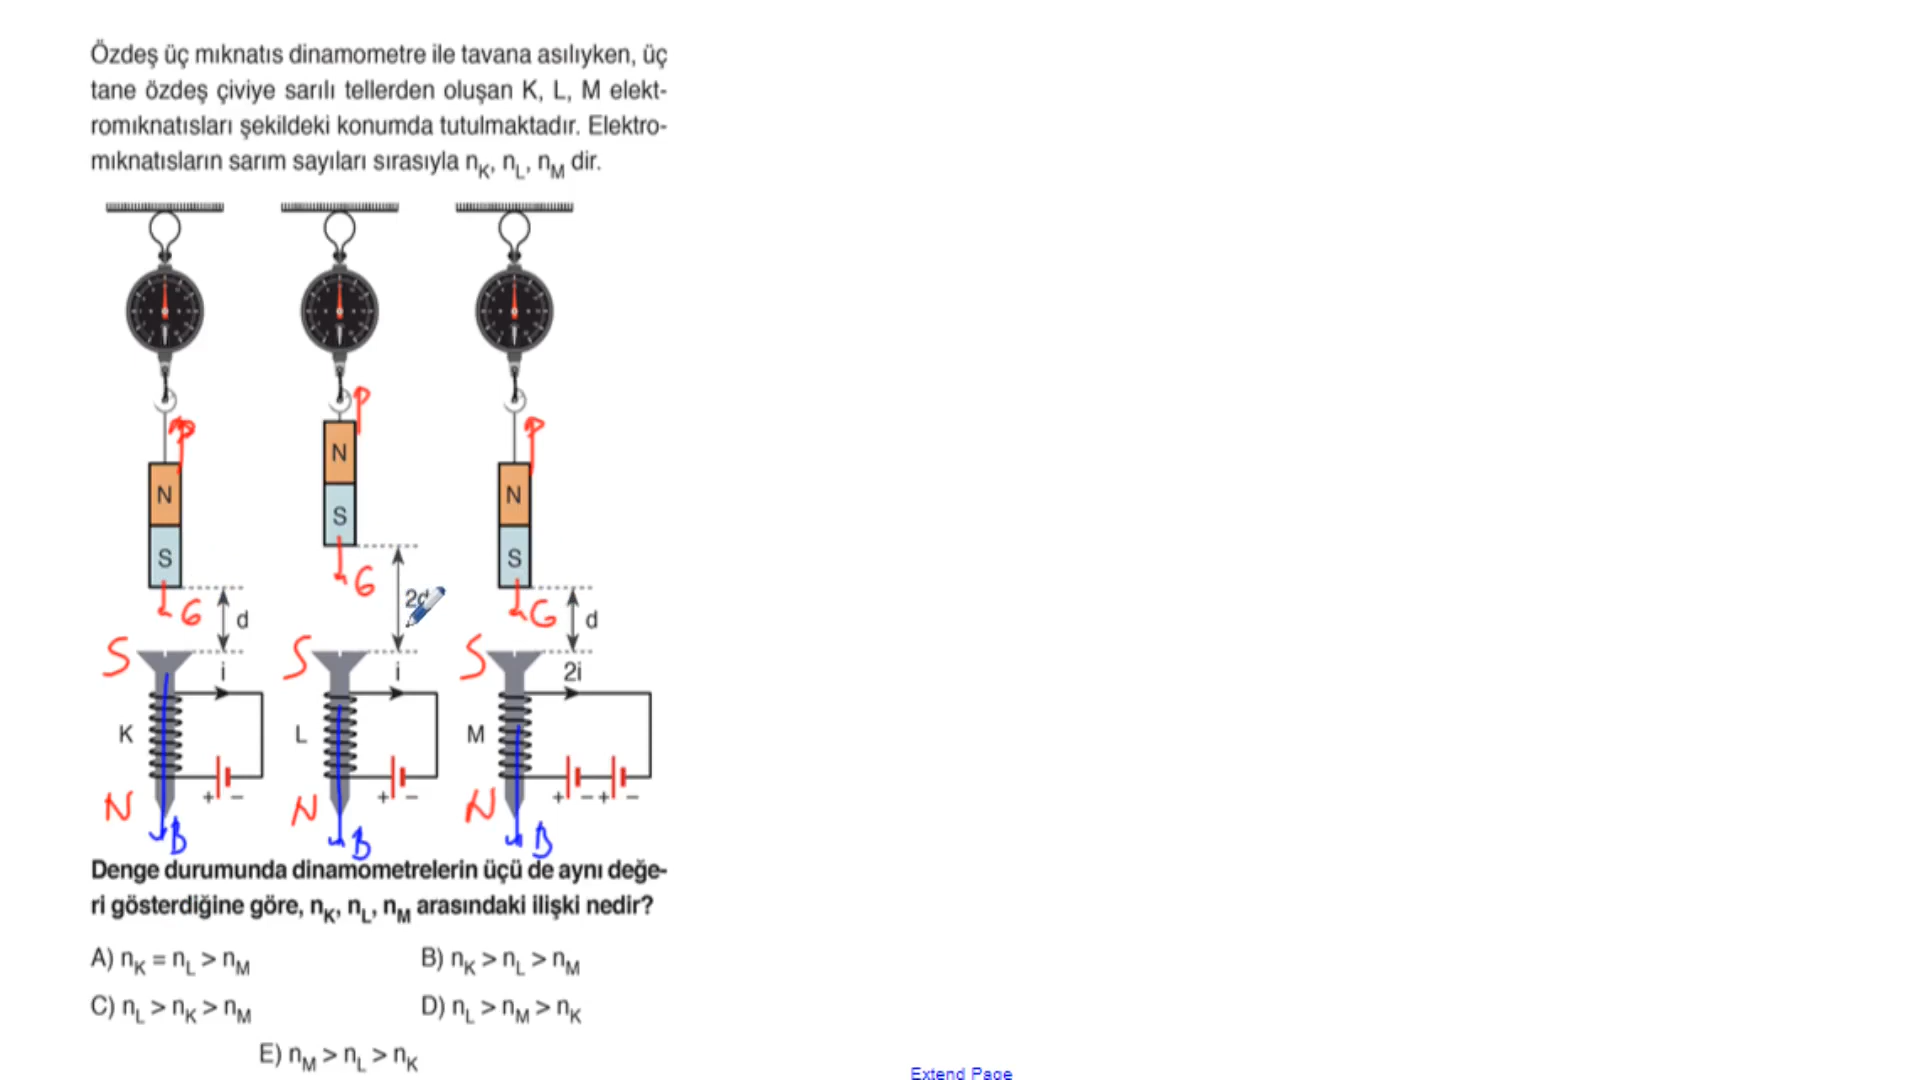 Özdeş üç mıknatıs dinamometre ile tavana asılıyken, üç
tane özdeş çiviye sarılı tellerden oluşan K, L, M elekt-
romıknatısları şekildeki konumda tutulmaktadır. Elektro-
mıknatısların sarım sayıları sırasıyla nK, nL, nM dir.
P
N
S
G
d
S
i
K
+ −
N
B
P
N
S
G
2d
S
i
L
+ −
N
B
P
N
S
G
d
S
2i
M
+ − + −
N
B
Denge durumunda dinamometrelerin üçü de aynı değe-
ri gösterdiğine göre, nK, nL, nM arasındaki ilişki nedir?
A) nK = nL > nM B) nK > nL > nM
C) nL > nK > nM D) nL > nM > nK
E) nM > nL > nK
Extend Page